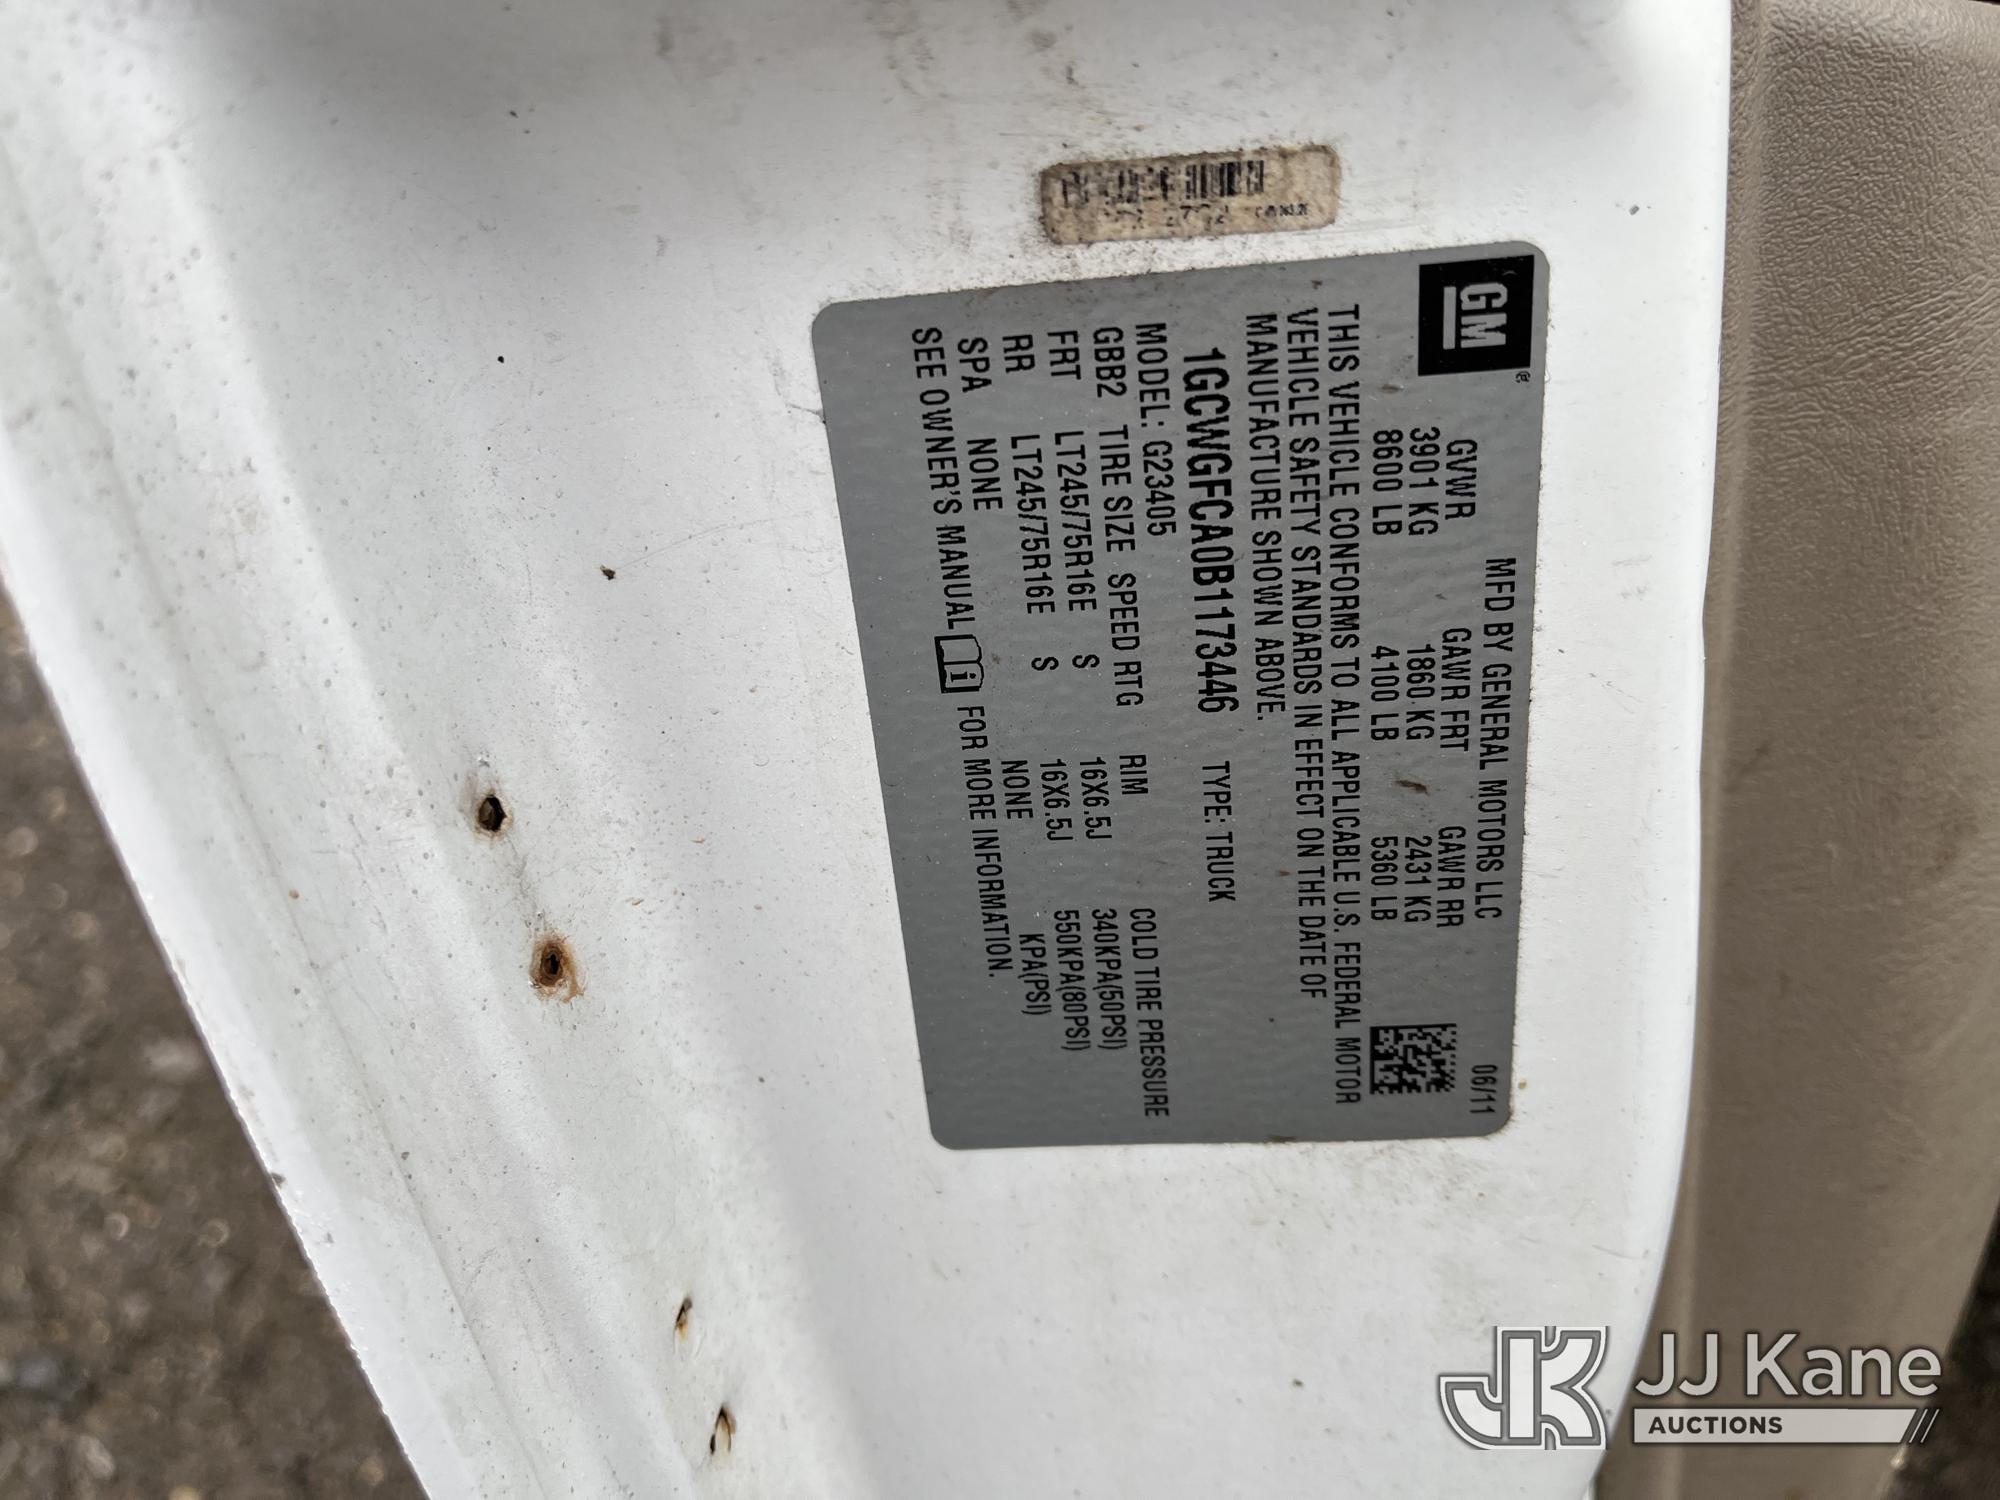 GM®
MFD BY GENERAL MOTORS LLC 06/11
GVWR GAWR FRT GAWR RR
3901 KG 1860 KG 2431 KG
8600 LB 4100 LB 5360 LB
THIS VEHICLE CONFORMS TO ALL APPLICABLE U.S. FEDERAL MOTOR
VEHICLE SAFETY STANDARDS IN EFFECT ON THE DATE OF
MANUFACTURE SHOWN ABOVE.
1GCWGFCA0B1173446 TYPE: TRUCK
MODEL: G23405
GBB2 TIRE SIZE SPEED RTG RIM COLD TIRE PRESSURE
FRT LT245/75R16E S 16X6.5J 340KPA(50PSI)
RR LT245/75R16E S 16X6.5J 550KPA(80PSI)
SPA NONE NONE KPA(PSI)
SEE OWNER'S MANUAL i FOR MORE INFORMATION.
JK JJ Kane
AUCTIONS